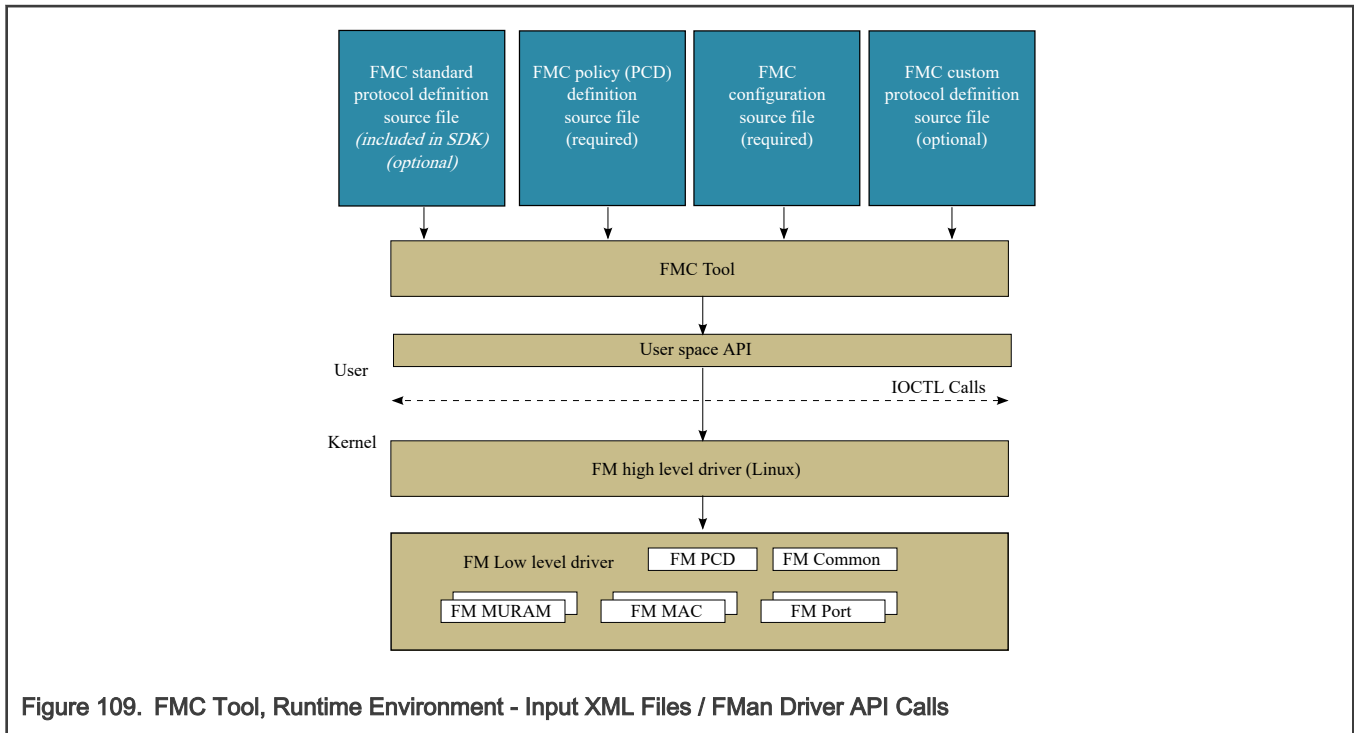 FMC standard
protocol definition
source file
(included in SDK)
(optional)
FMC policy (PCD)
definition
source file
(required)
FMC
configuration
source file
(required)
FMC custom
protocol definition
source file
(optional)
FMC Tool
User space API
User
IOCTL Calls
Kernel
FM high level driver (Linux)
FM Low level driver
FM PCD
FM Common
FM MURAM
FM MAC
FM Port
Figure 109. FMC Tool, Runtime Environment - Input XML Files / FMan Driver API Calls